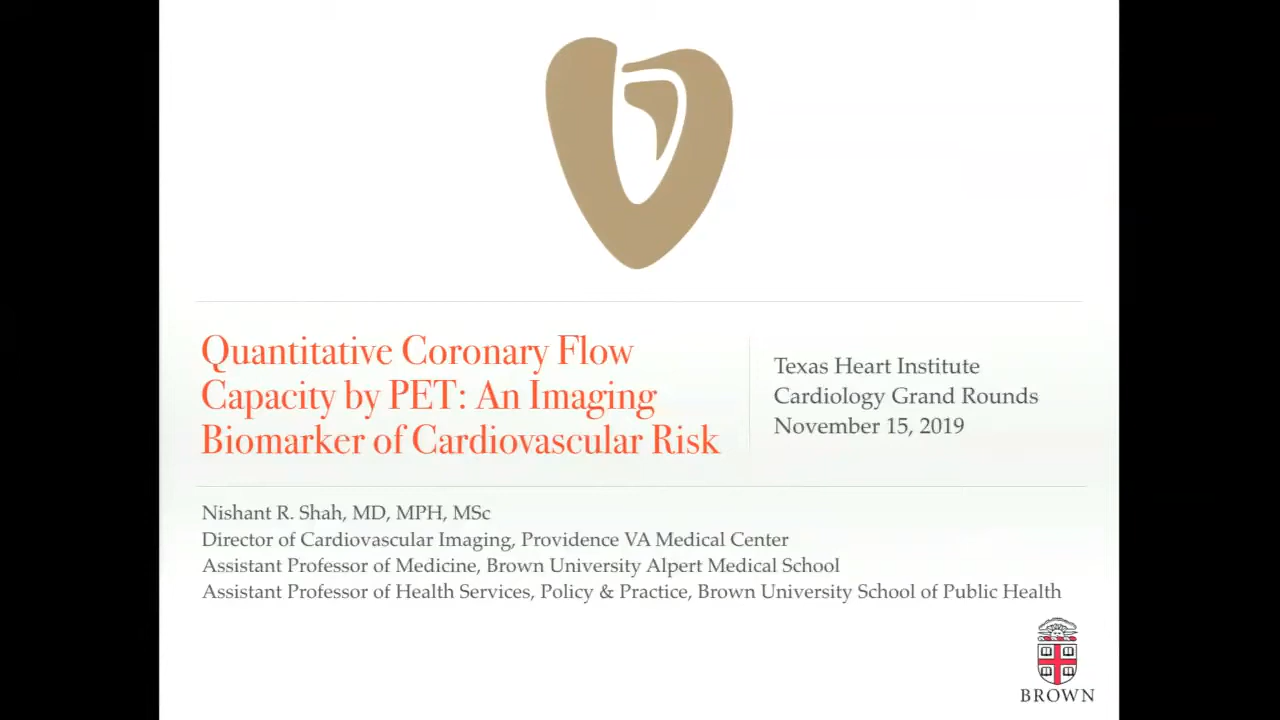 Quantitative Coronary Flow
Capacity by PET: An Imaging
Biomarker of Cardiovascular Risk
Texas Heart Institute
Cardiology Grand Rounds
November 15, 2019
Nishant R. Shah, MD, MPH, MSc
Director of Cardiovascular Imaging, Providence VA Medical Center
Assistant Professor of Medicine, Brown University Alpert Medical School
Assistant Professor of Health Services, Policy & Practice, Brown University School of Public Health
BROWN